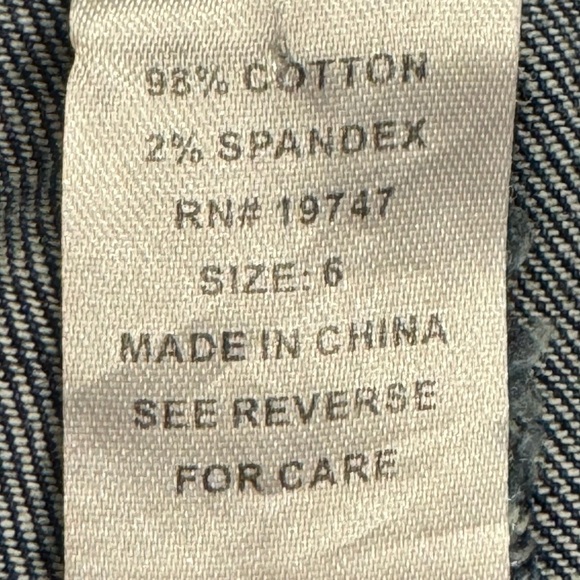 98% COTTON
2% SPANDEX
RN# 19747
SIZE: 6
MADE IN CHINA
SEE REVERSE
FOR CARE